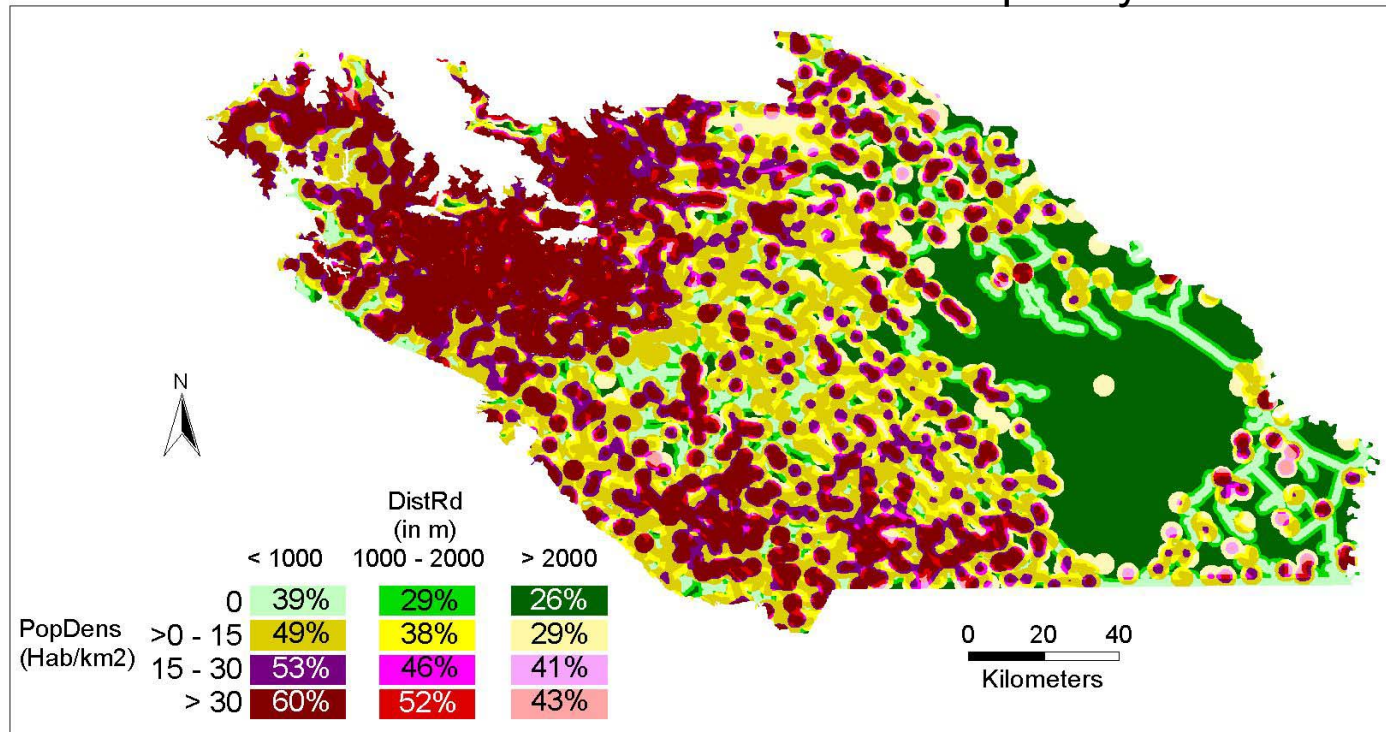 N
DistRd
(in m)
< 1000 1000 - 2000 > 2000
0 39% 29% 26%
PopDens
(Hab/km2)
>0 - 15 49% 38% 29%
15 - 30 53% 46% 41%
> 30 60% 52% 43%
0 20 40
Kilometers